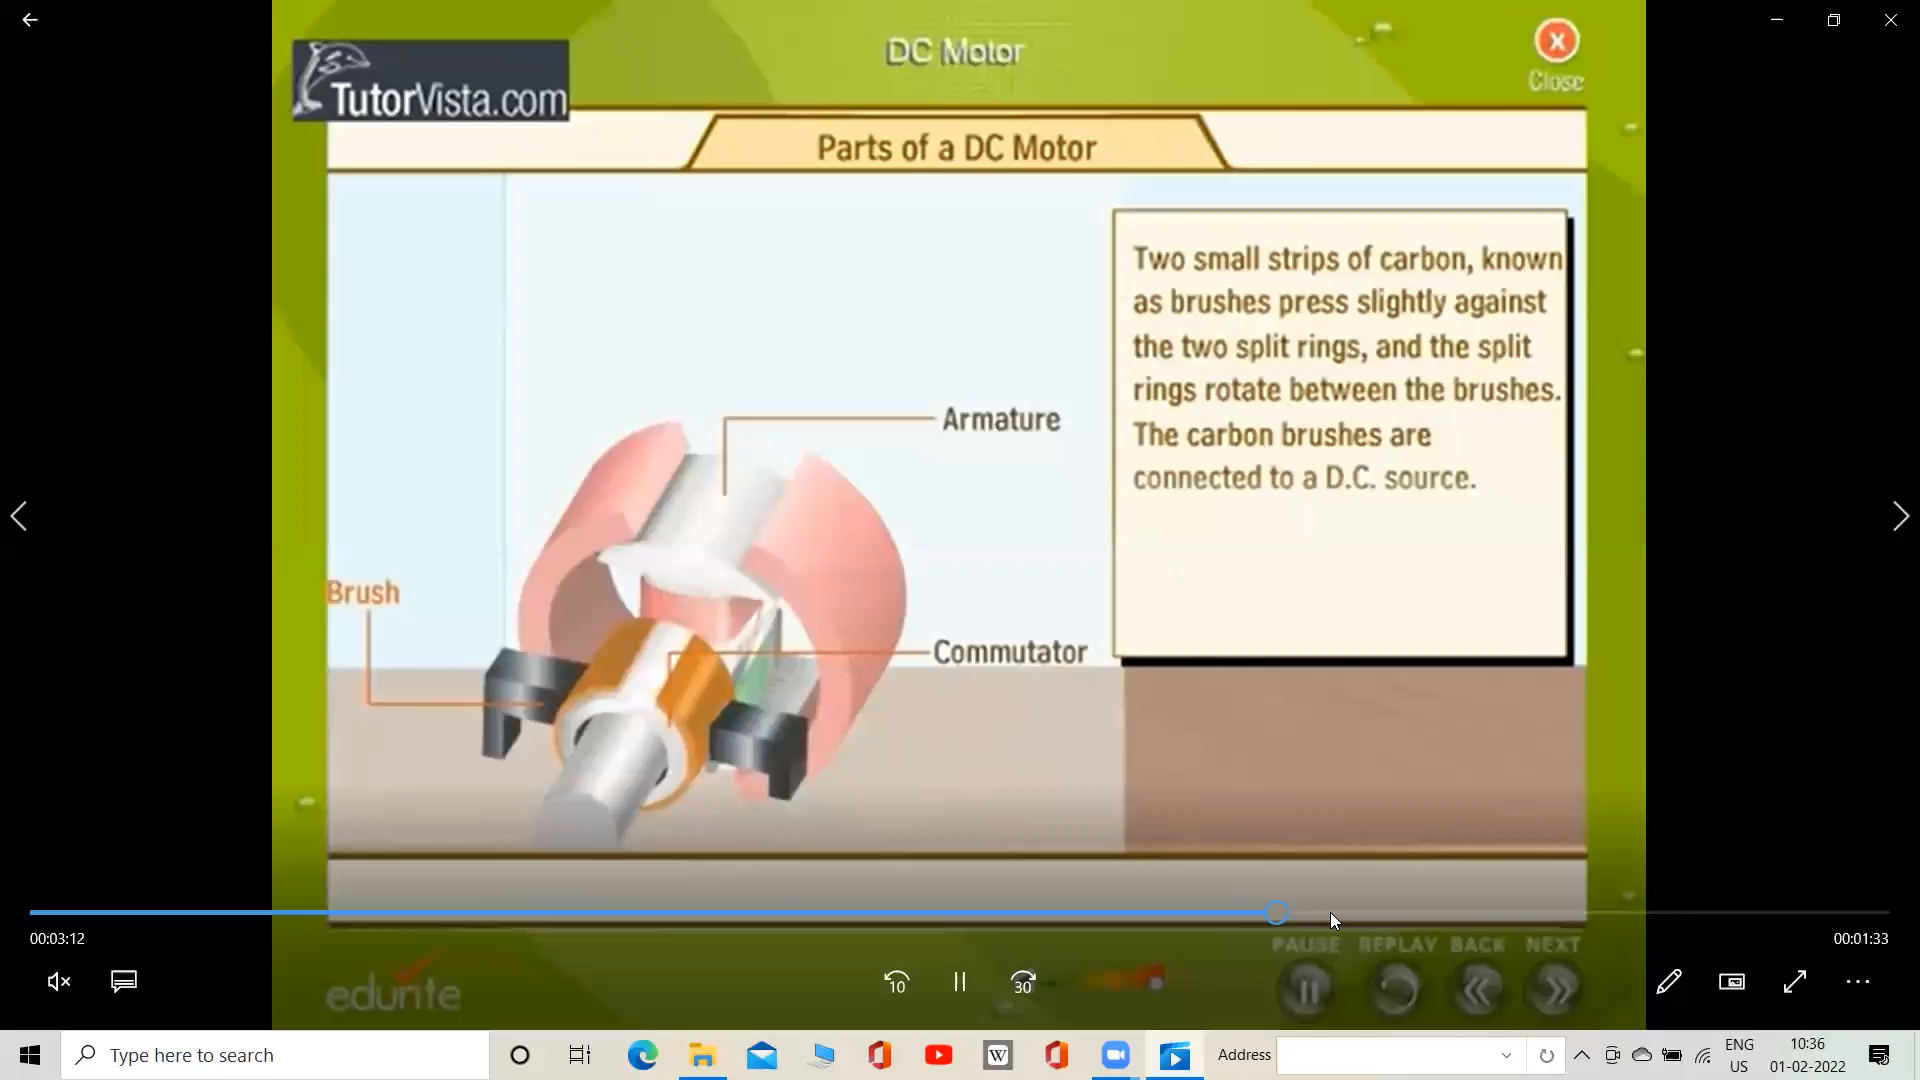 DC Motor
Close
TutorVista.com
Parts of a DC Motor
Two small strips of carbon, known
as brushes press slightly against
the two split rings, and the split
rings rotate between the brushes.
The carbon brushes are
connected to a D.C. source.
Armature
Brush
Commutator
00:03:12
00:01:33
PAUSE REPLAY BACK NEXT
10
30
edurite
Type here to search
W
Address
ENG
US
10:36
01-02-2022